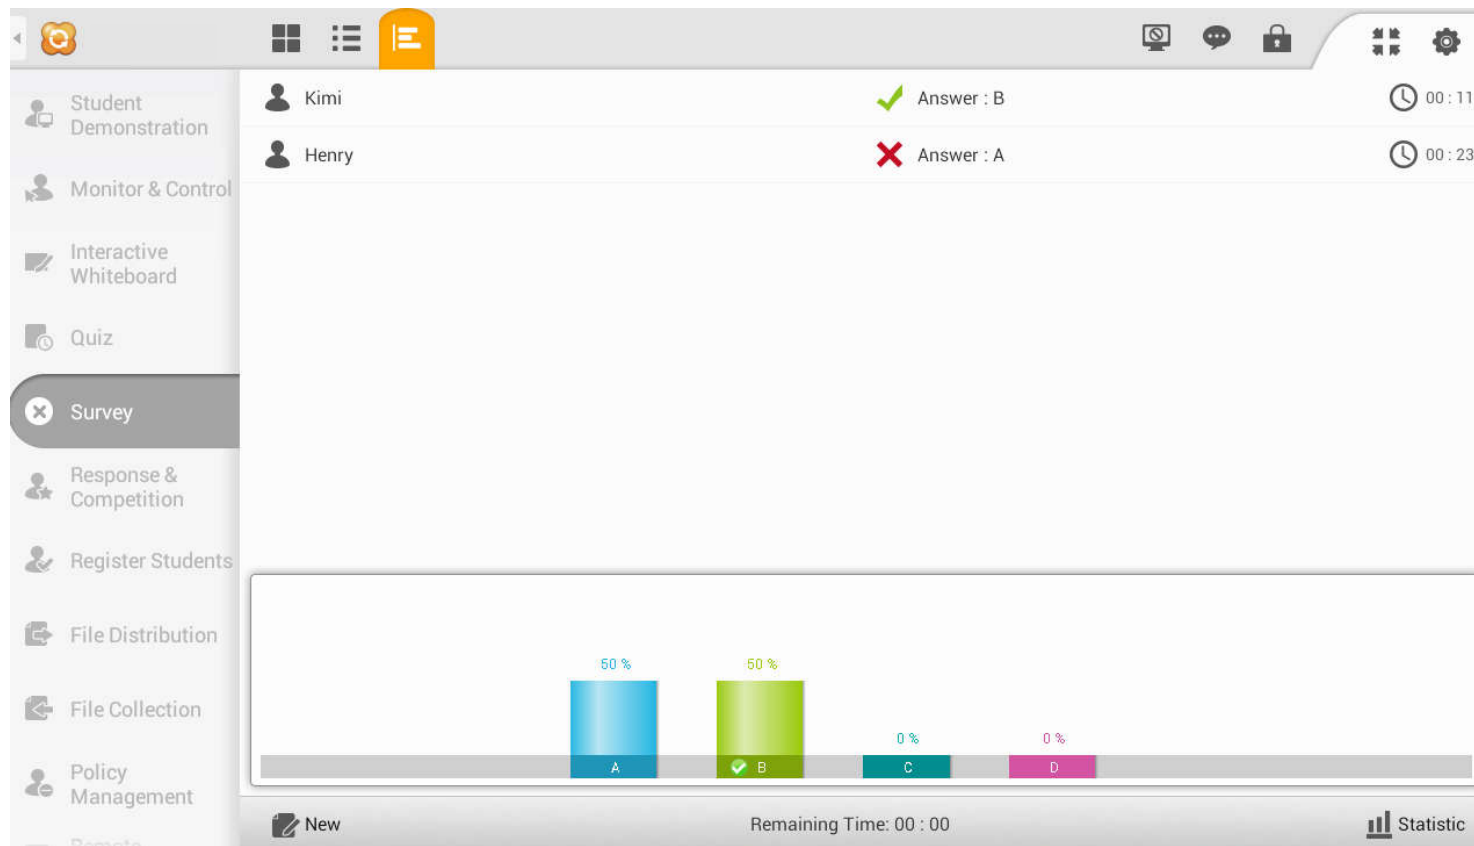 Student
Demonstration
Monitor & Control
Interactive
Whiteboard
Quiz
Survey
Response &
Competition
Register Students
File Distribution
File Collection
Policy
Management
Kimi
Answer : B
00 : 11
Henry
Answer : A
00 : 23
50 %
50 %
0 %
0 %
A
B
C
D
New
Remaining Time: 00 : 00
Statistic